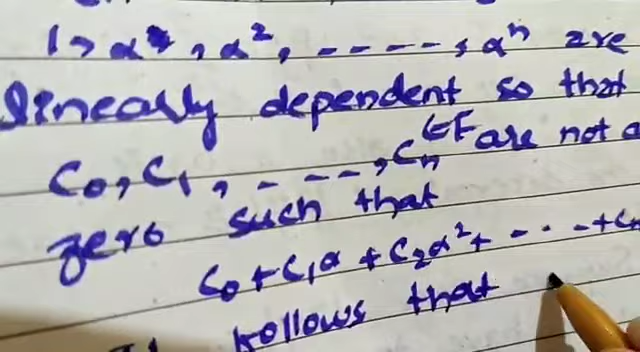 1, α, α², - - - - -, αⁿ are
linearly dependent so that
C₀, C₁, - - - -, Cₙ ∈ F are not a
zero such that
C₀ + C₁α + C₂α² + - - - + Cₙ
follows that